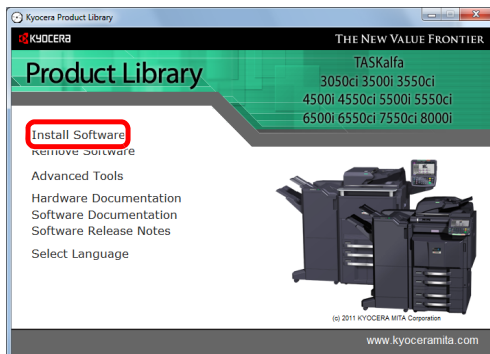 Kyocera Product Library
KYOCERA
THE NEW VALUE FRONTIER
Product Library
TASKalfa
3050ci 3500i 3550ci
4500i 4550ci 5500i 5550ci
6500i 6550ci 7550ci 8000i
Install Software
Remove Software
Advanced Tools
Hardware Documentation
Software Documentation
Software Release Notes
Select Language
(c) 2011 KYOCERA MITA Corporation
www.kyoceramita.com